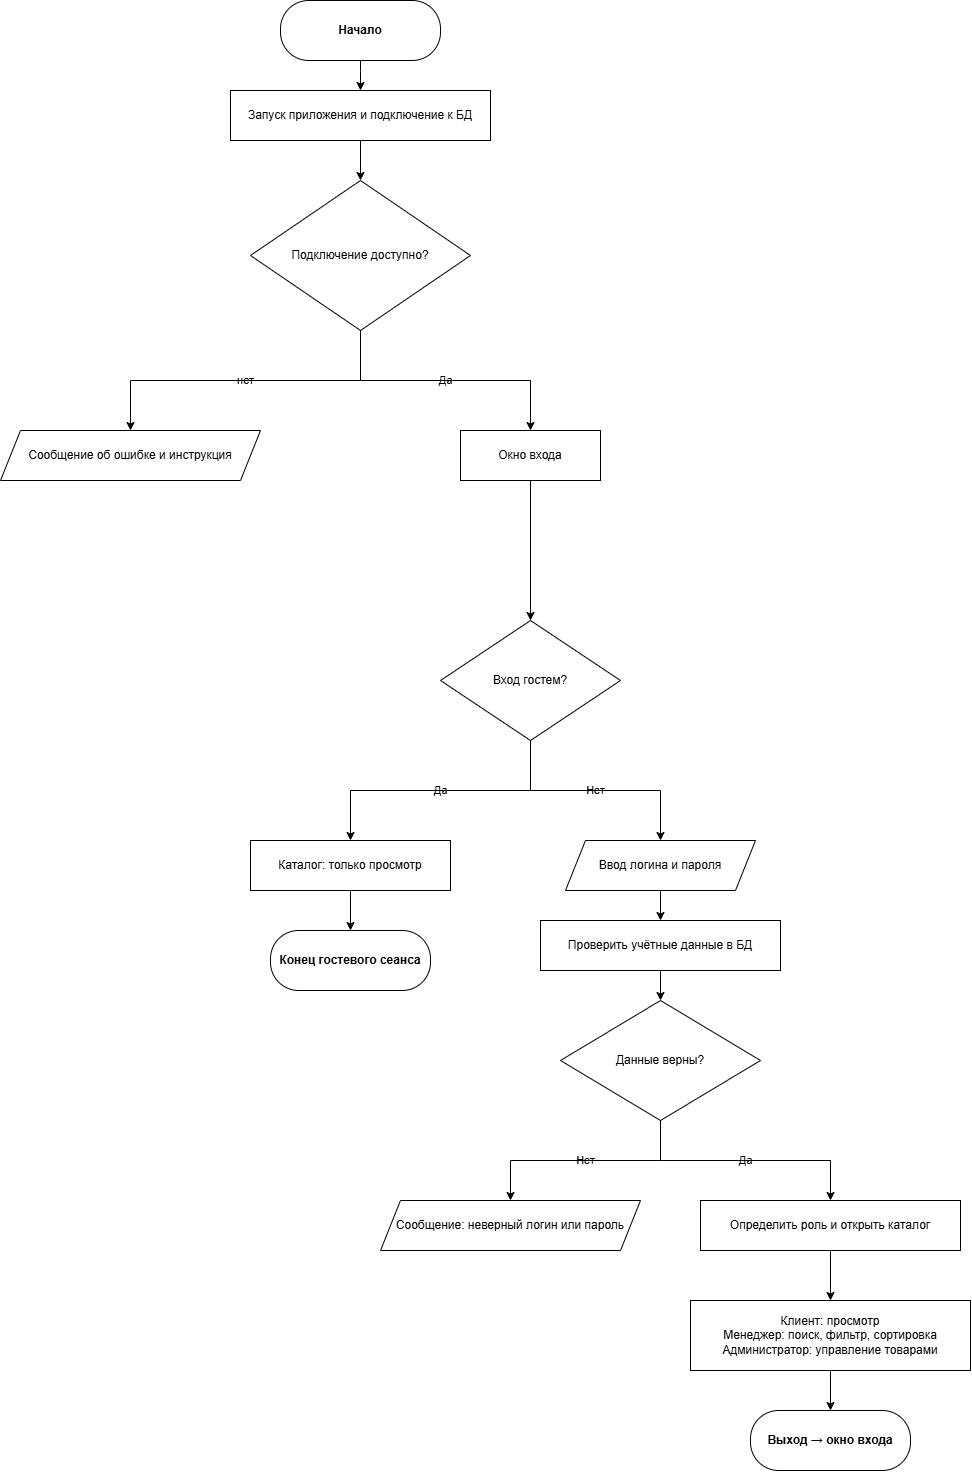 Начало
Запуск приложения и подключение к БД
Подключение доступно?
нет
Да
Сообщение об ошибке и инструкция
Окно входа
Вход гостем?
Да
Нет
Каталог: только просмотр
Ввод логина и пароля
Конец гостевого сеанса
Проверить учётные данные в БД
Данные верны?
Нет
Да
Сообщение: неверный логин или пароль
Определить роль и открыть каталог
Клиент: просмотр
Менеджер: поиск, фильтр, сортировка
Администратор: управление товарами
Выход → окно входа